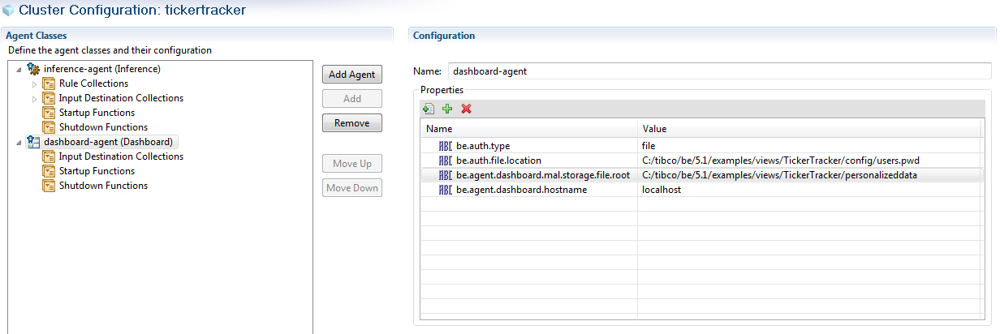 Cluster Configuration: tickertracker
Agent Classes
Define the agent classes and their configuration
inference-agent (Inference)
Rule Collections
Input Destination Collections
Startup Functions
Shutdown Functions
dashboard-agent (Dashboard)
Input Destination Collections
Startup Functions
Shutdown Functions
Add Agent
Add
Remove
Move Up
Move Down
Configuration
Name: dashboard-agent
Properties
Name Value
ABC be.auth.type file
ABC be.auth.file.location C:/tibco/be/5.1/examples/views/TickerTracker/config/users.pwd
ABC be.agent.dashboard.mal.storage.file.root C:/tibco/be/5.1/examples/views/TickerTracker/personalizeddata
ABC be.agent.dashboard.hostname localhost